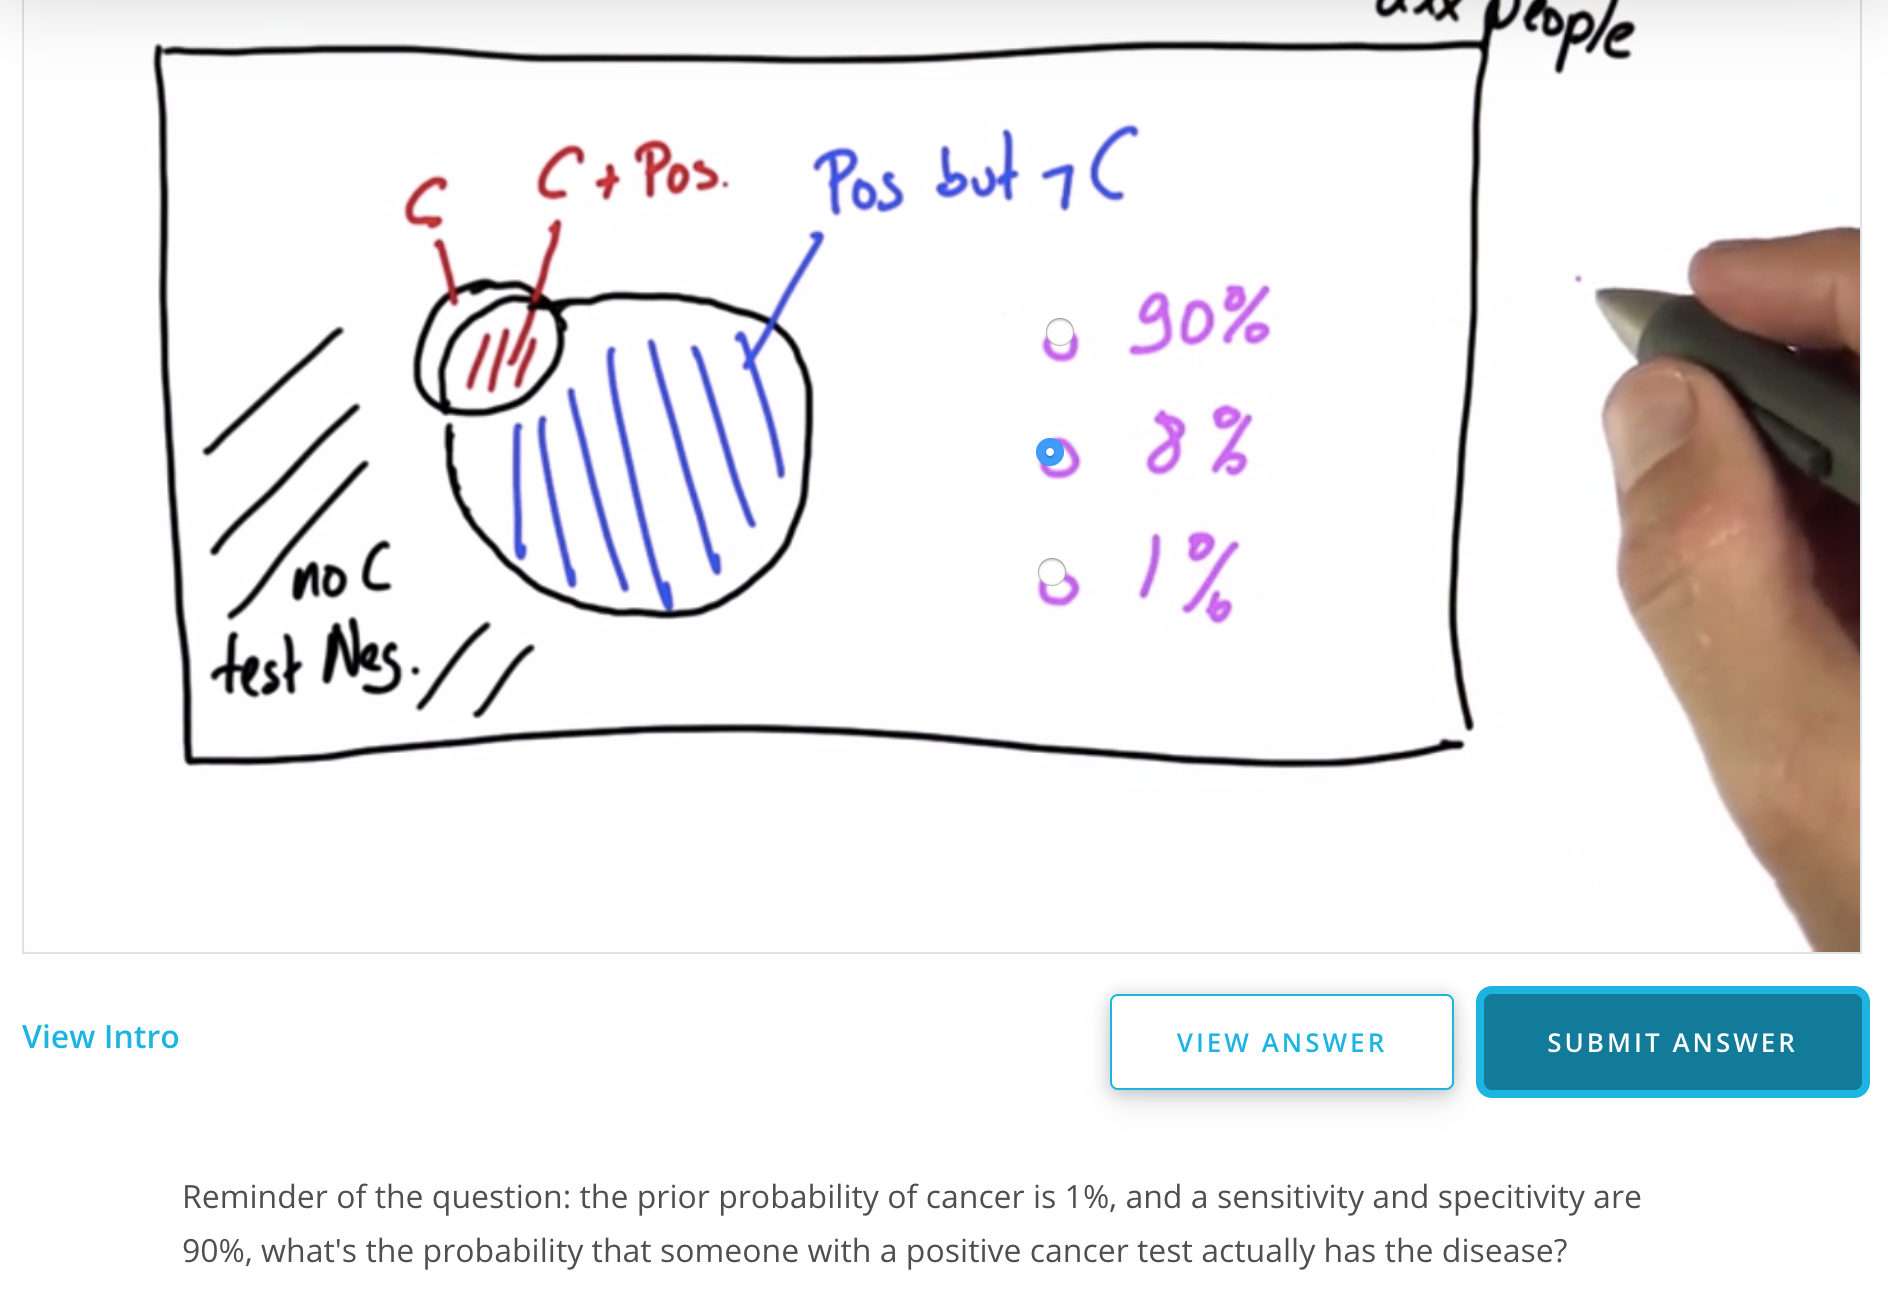 people
C
C + Pos.
Pos but ¬ C
90%
8%
1%
no C
test Neg.
View Intro
VIEW ANSWER
SUBMIT ANSWER
Reminder of the question: the prior probability of cancer is 1%, and a sensitivity and specitivity are
90%, what's the probability that someone with a positive cancer test actually has the disease?